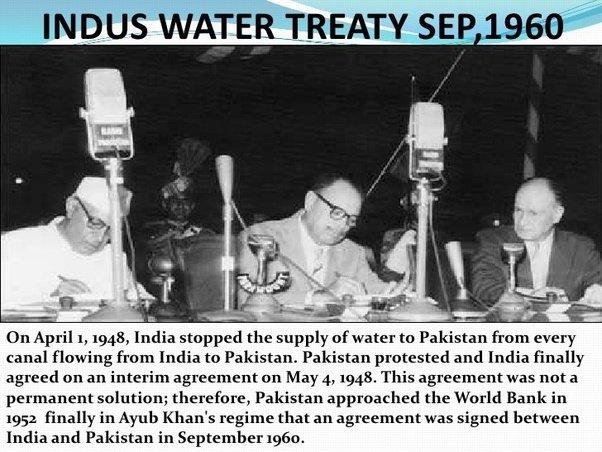 INDUS WATER TREATY SEP,1960
On April 1, 1948, India stopped the supply of water to Pakistan from every
canal flowing from India to Pakistan. Pakistan protested and India finally
agreed on an interim agreement on May 4, 1948. This agreement was not a
permanent solution; therefore, Pakistan approached the World Bank in
1952 finally in Ayub Khan's regime that an agreement was signed between
India and Pakistan in September 1960.